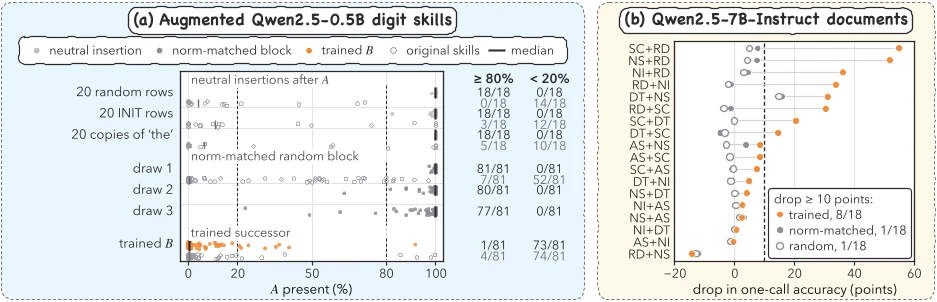 (a) Augmented Qwen2.5-0.5B digit skills
neutral insertion norm-matched block trained B original skills median
≥ 80% < 20%
neutral insertions after A
20 random rows 18/18 0/18
0/18 14/18
20 INIT rows 18/18 0/18
3/18 12/18
20 copies of 'the' 18/18 0/18
5/18 10/18
norm-matched random block
draw 1 81/81 0/81
7/81 52/81
draw 2 80/81 0/81
draw 3 77/81 0/81
trained successor
trained B 1/81 73/81
4/81 74/81
0 20 50 80 100
A present (%)
(b) Qwen2.5-7B-Instruct documents
SC+RD
NS+RD
NI+RD
RD+NI
DT+NS
RD+SC
SC+DT
DT+SC
AS+NS
AS+SC
SC+AS
DT+NI
NS+DT
NI+AS
NS+AS
NI+DT
AS+NI
RD+NS
drop ≥ 10 points:
trained, 8/18
norm-matched, 1/18
random, 1/18
−20 0 20 40 60
drop in one-call accuracy (points)